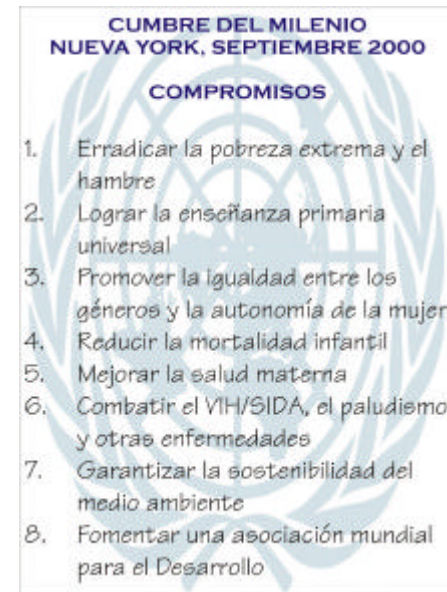 CUMBRE DEL MILENIO
NUEVA YORK, SEPTIEMBRE 2000
COMPROMISOS
1. Erradicar la pobreza extrema y el
hambre
2. Lograr la enseñanza primaria
universal
3. Promover la igualdad entre los
géneros y la autonomía de la mujer
4. Reducir la mortalidad infantil
5. Mejorar la salud materna
6. Combatir el VIH/SIDA, el paludismo
y otras enfermedades
7. Garantizar la sostenibilidad del
medio ambiente
8. Fomentar una asociación mundial
para el Desarrollo